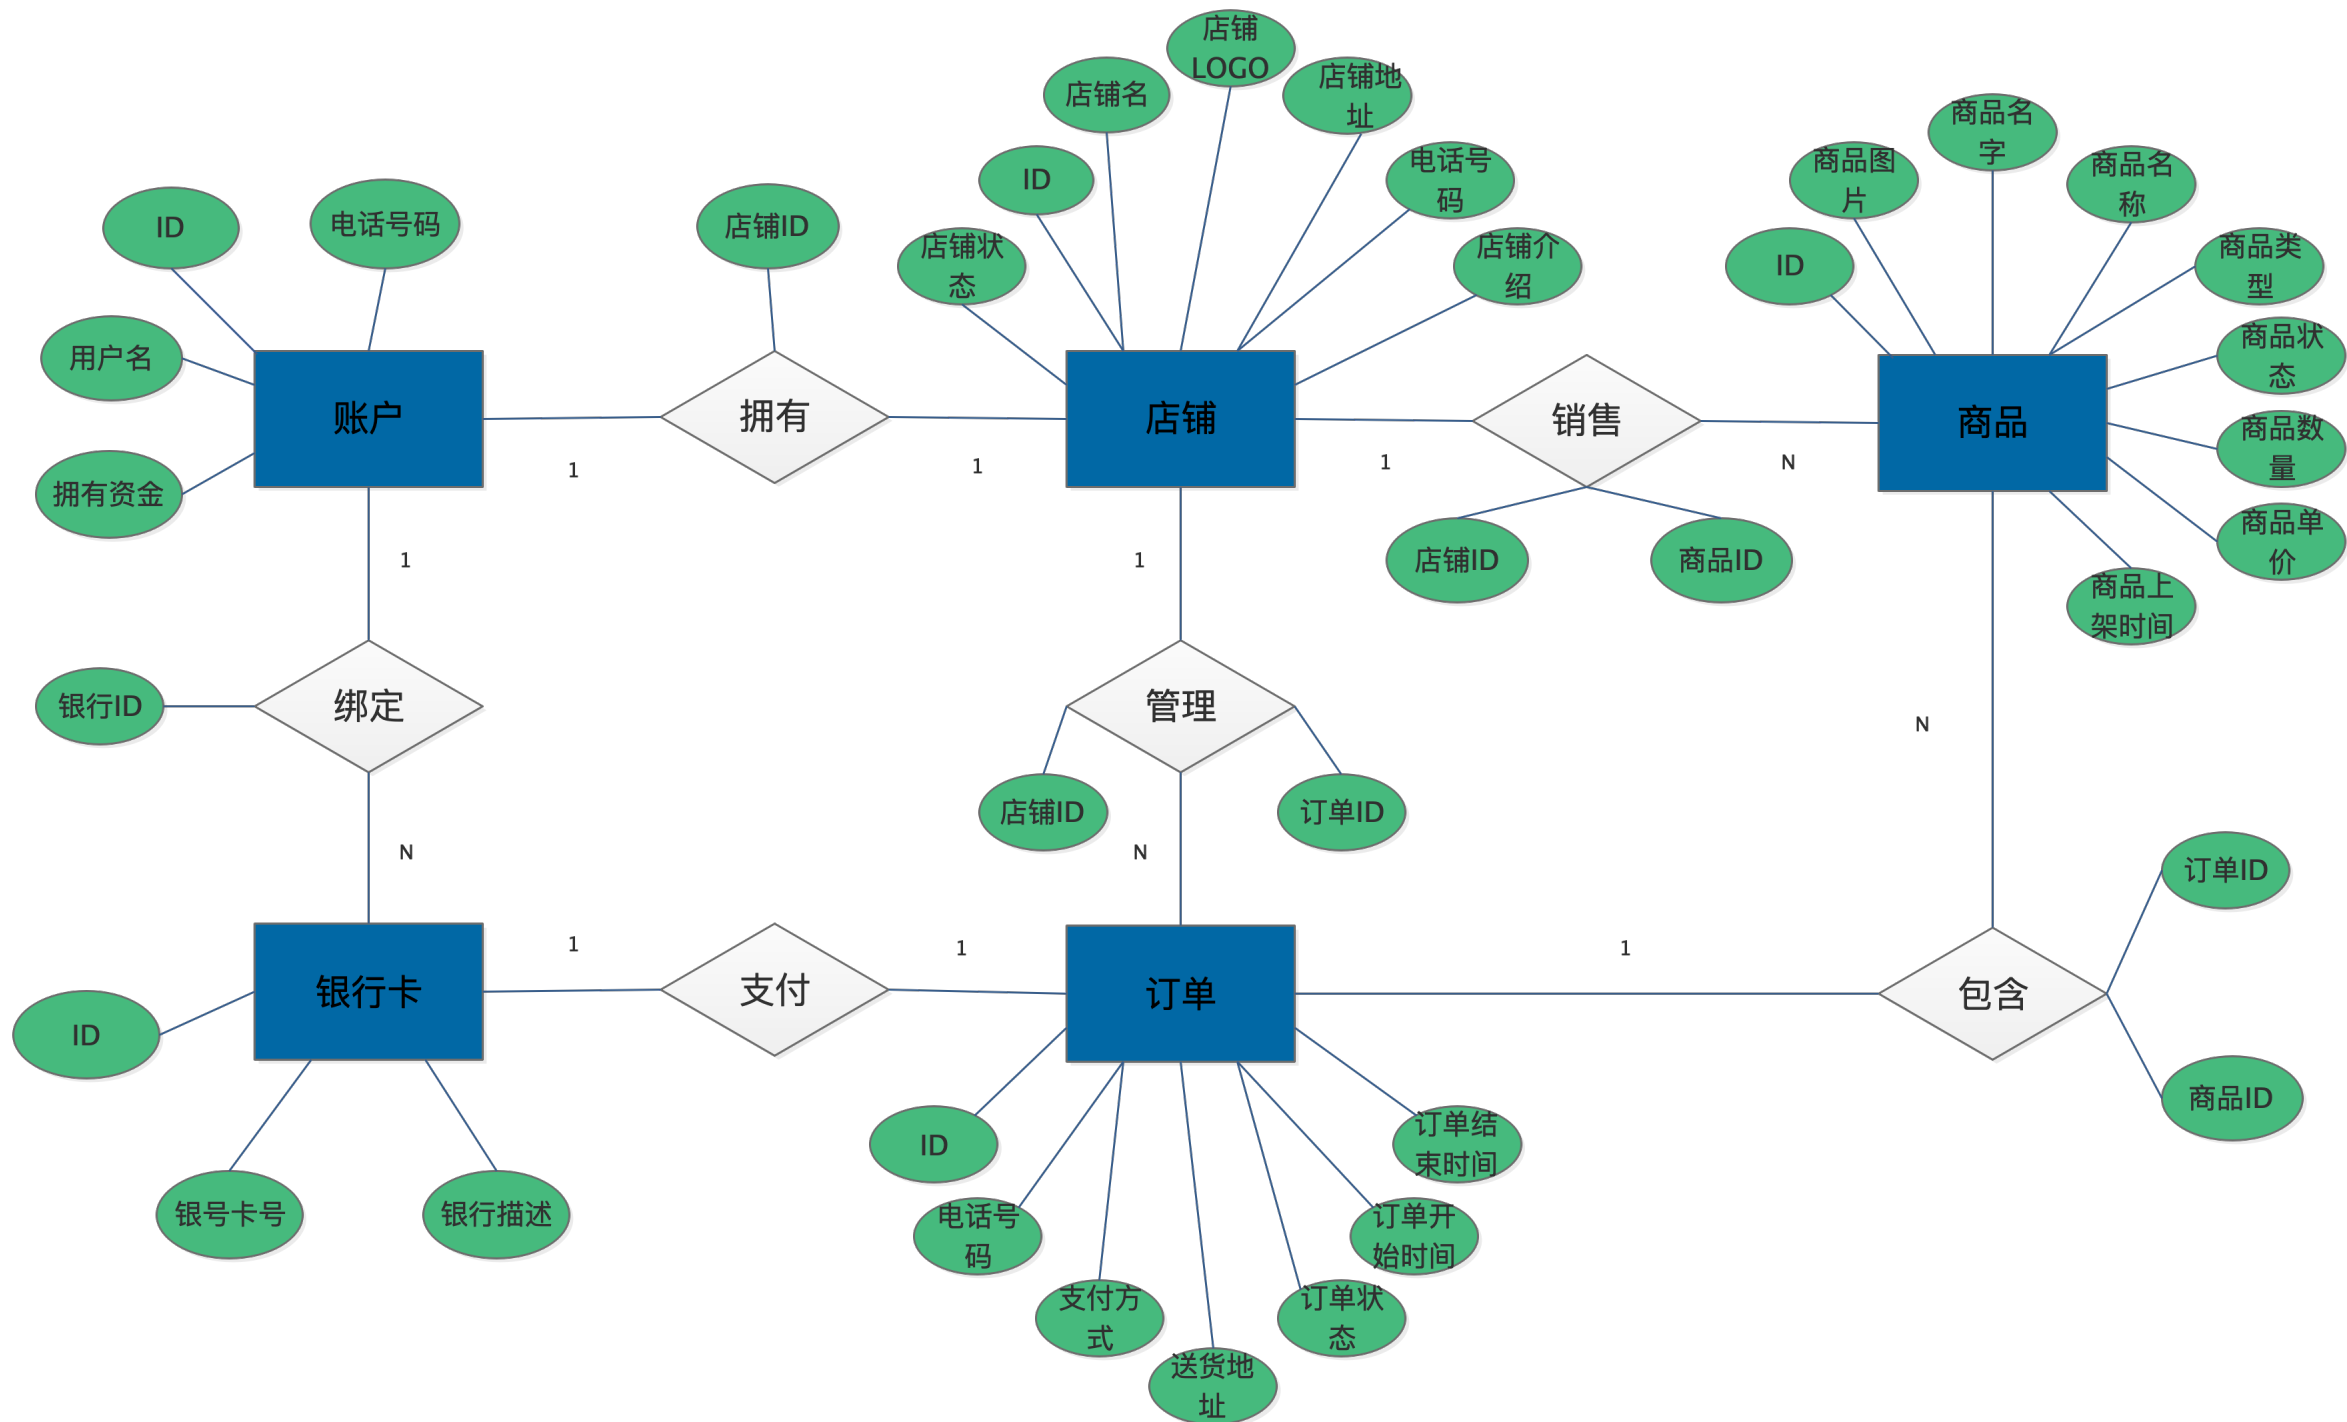 店铺
LOGO
店铺名
店铺地
址
商品名
字
ID
电话号
码
商品图
片
商品名
称
ID
电话号码
店铺ID
店铺状
态
店铺介
绍
ID
商品类
型
用户名
商品状
态
账户
拥有
店铺
销售
商品
1
1
1
N
商品数
量
拥有资金
商品单
价
1
1
店铺ID
商品ID
商品上
架时间
银行ID
绑定
管理
N
店铺ID
订单ID
N
N
订单ID
1
1
1
银行卡
支付
订单
包含
ID
商品ID
ID
订单结
束时间
银号卡号
银行描述
电话号
码
订单开
始时间
支付方
式
订单状
态
送货地
址